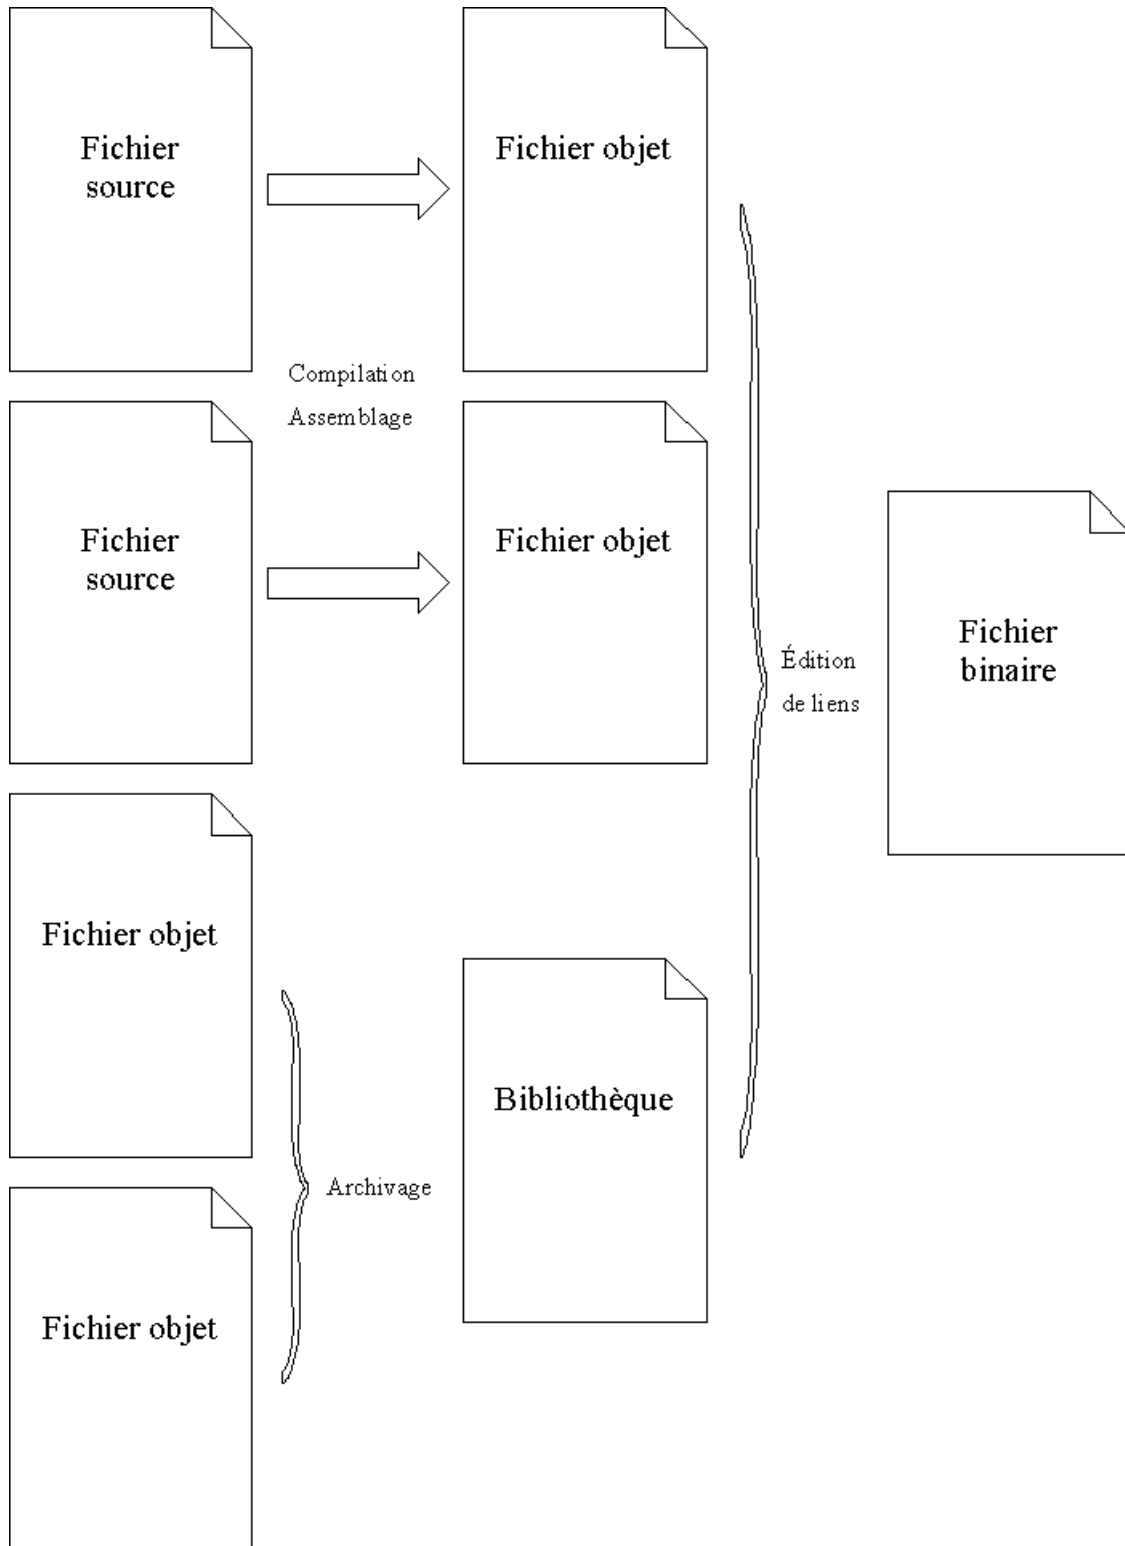 Fichier
source
Fichier objet
Compilation
Assemblage
Fichier
source
Fichier objet
Édition
de liens
Fichier
binaire
Fichier objet
Bibliothèque
Archivage
Fichier objet